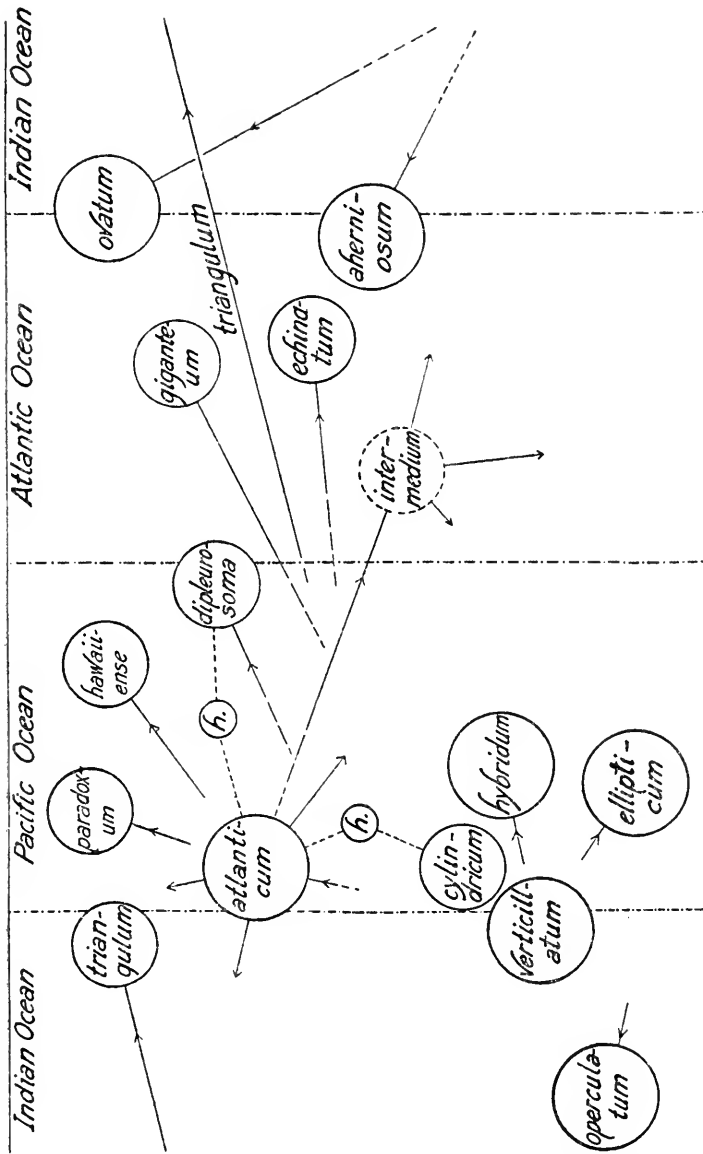 Indian Ocean
Pacific Ocean
Atlantic Ocean
Indian Ocean
trian-
gulum
paradox-
um
hawaii-
ense
ovatum
atlanti-
cum
h.
dipleuro-
soma
gigante-
um
triangulum
h.
inter-
medium
echina-
tum
aherni-
osum
cylin-
dricum
verticill-
atum
hybridum
ellipti-
cum
opercula-
tum